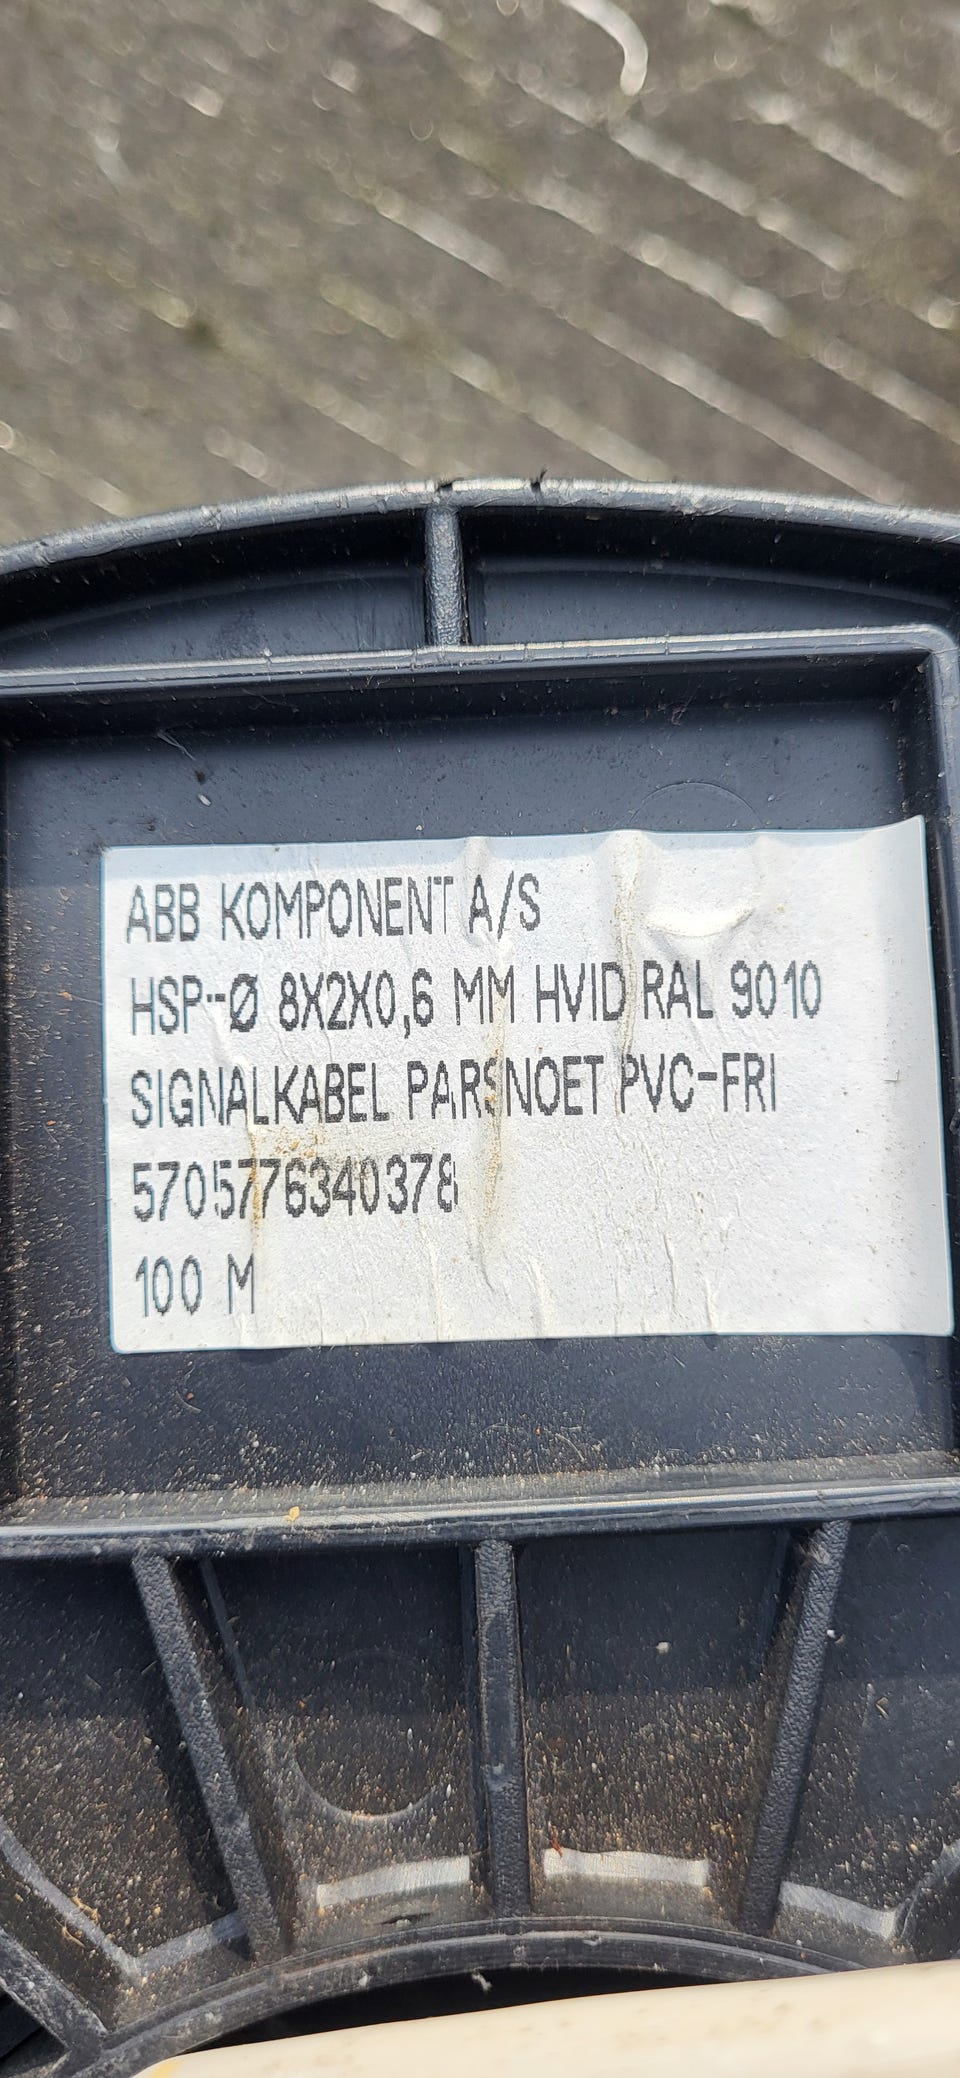 ABB KOMPONENT A/S
HSP-Ø 8X2X0,6 MM HVID RAL 9010
SIGNALKABEL PARSNOET PVC-FRI
5705776340378
100 M